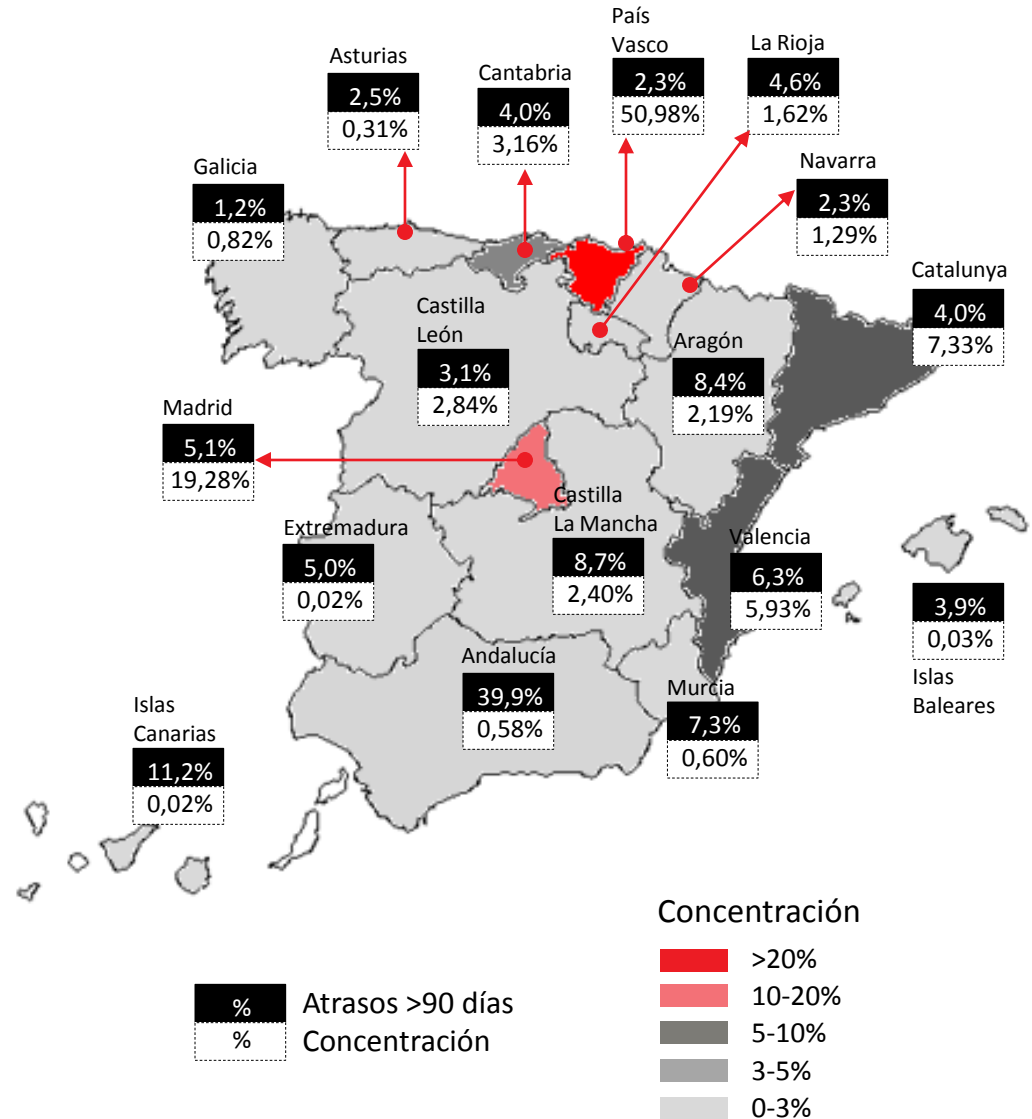 País
Vasco
2,3%
50,98%
La Rioja
4,6%
1,62%
Asturias
2,5%
0,31%
Cantabria
4,0%
3,16%
Navarra
2,3%
1,29%
Galicia
1,2%
0,82%
Catalunya
4,0%
7,33%
Castilla
León
3,1%
2,84%
Aragón
8,4%
2,19%
Madrid
5,1%
19,28%
Castilla
La Mancha
8,7%
2,40%
Extremadura
5,0%
0,02%
Valencia
6,3%
5,93%
3,9%
0,03%
Islas
Baleares
Andalucía
39,9%
0,58%
Murcia
7,3%
0,60%
Islas
Canarias
11,2%
0,02%
% Atrasos >90 días
% Concentración
Concentración
>20%
10-20%
5-10%
3-5%
0-3%